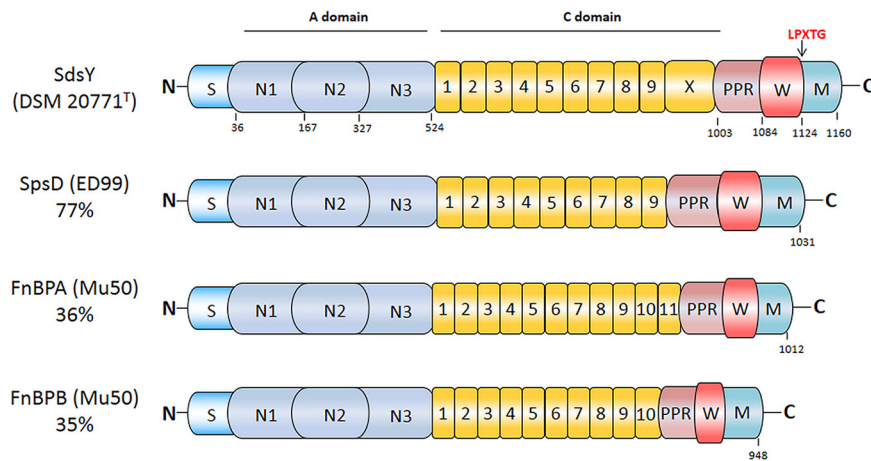 A domain C domain
LPXTG
SdsY
(DSM 20771ᵀ)
N S N1 N2 N3 1 2 3 4 5 6 7 8 9 X PPR W M C
36 167 327 524 1003 1084 1124 1160
SpsD (ED99)
77%
N S N1 N2 N3 1 2 3 4 5 6 7 8 9 PPR W M C
1031
FnBPA (Mu50)
36%
N S N1 N2 N3 1 2 3 4 5 6 7 8 9 10 11 PPR W M C
1012
FnBPB (Mu50)
35%
N S N1 N2 N3 1 2 3 4 5 6 7 8 9 10 PPR W M C
948